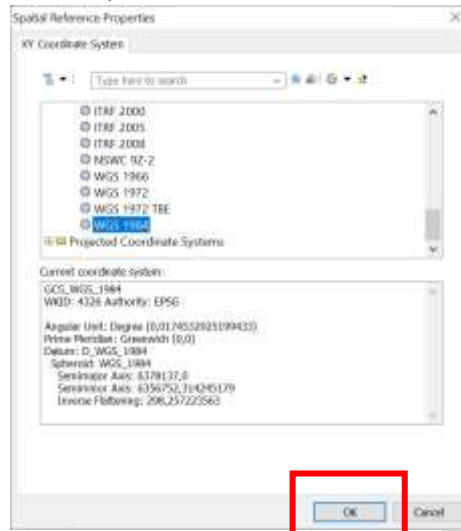 Spatial Reference Properties
XY Coordinate System
Type here to search
ITRF 2000
ITRF 2005
ITRF 2008
NSWC 9Z-2
WGS 1966
WGS 1972
WGS 1972 TBE
WGS 1984
Projected Coordinate Systems
Current coordinate system:
GCS_WGS_1984
WKID: 4326 Authority: EPSG
Angular Unit: Degree (0,0174532925199433)
Prime Meridian: Greenwich (0,0)
Datum: D_WGS_1984
Spheroid: WGS_1984
Semimajor Axis: 6378137,0
Semiminor Axis: 6356752,314245179
Inverse Flattening: 298,257223563
OK
Cancel